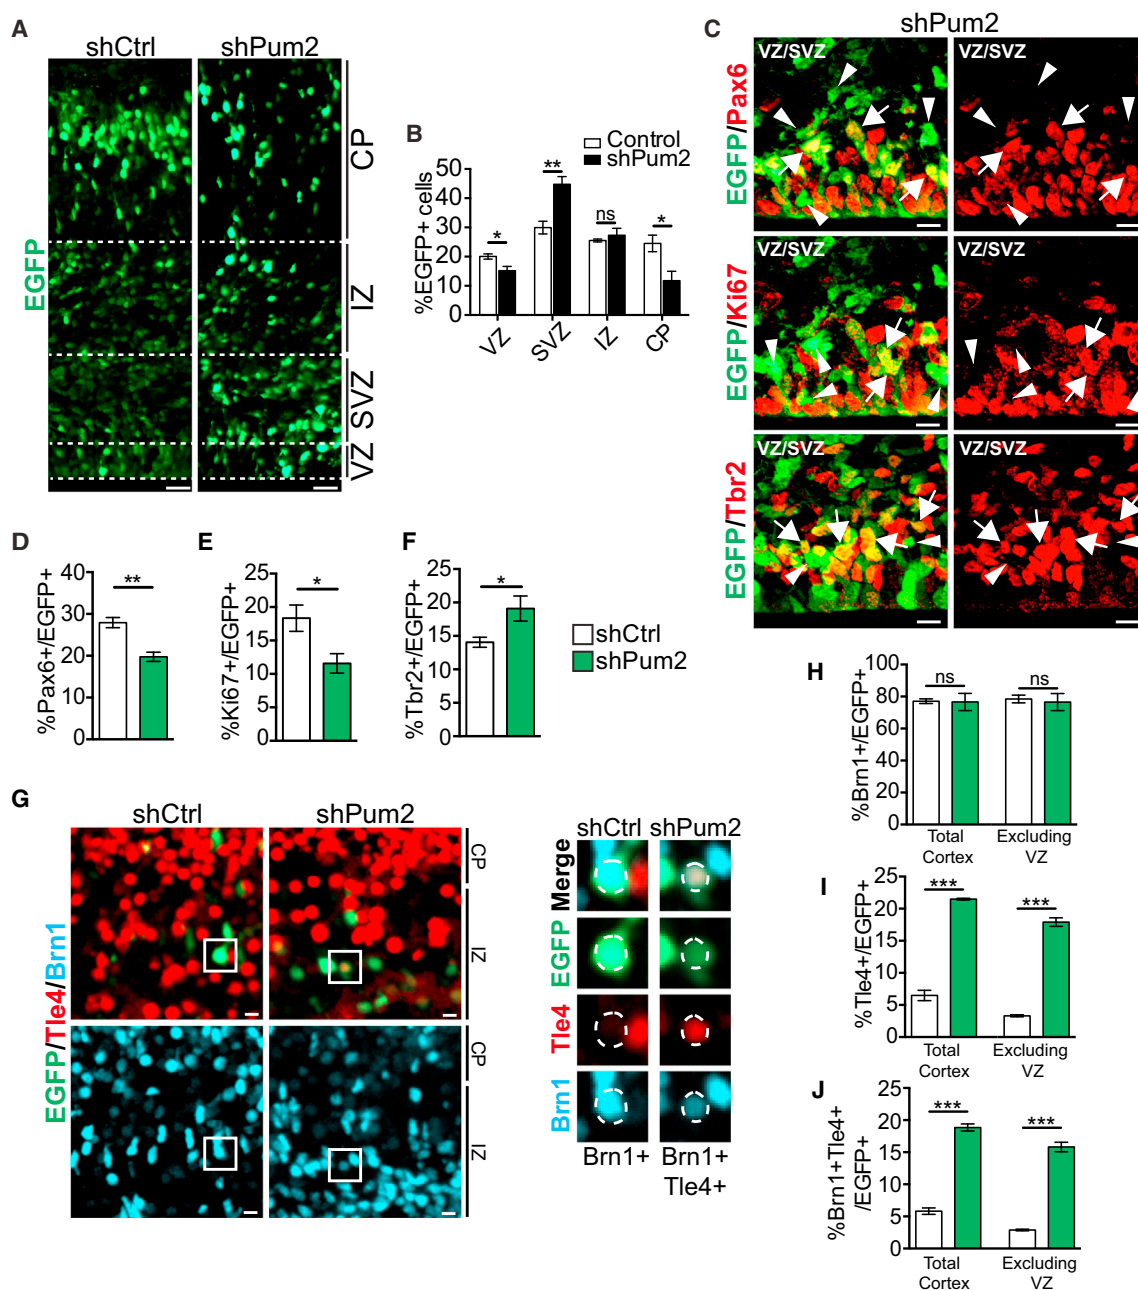 A
shCtrl
shPum2
EGFP
CP
IZ
SVZ
VZ
B
Control
shPum2
%EGFP+ cells
50
40
30
20
10
0
*
**
ns
*
VZ
SVZ
IZ
CP
C
shPum2
EGFP/Pax6
VZ/SVZ
VZ/SVZ
EGFP/Ki67
VZ/SVZ
VZ/SVZ
EGFP/Tbr2
VZ/SVZ
VZ/SVZ
D
%Pax6+/EGFP+
40
30
20
10
0
**
E
%Ki67+/EGFP+
25
20
15
10
5
0
*
F
%Tbr2+/EGFP+
25
20
15
10
5
0
*
shCtrl
shPum2
G
shCtrl
shPum2
EGFP/Tle4/Brn1
CP
IZ
CP
IZ
shCtrl
shPum2
Merge
EGFP
Tle4
Brn1
Brn1+
Brn1+
Tle4+
H
%Brn1+/EGFP+
100
80
60
40
20
0
ns
ns
Total
Cortex
Excluding
VZ
I
%Tle4+/EGFP+
25
20
15
10
5
0
***
***
Total
Cortex
Excluding
VZ
J
%Brn1+Tle4+
/EGFP+
20
15
10
5
0
***
***
Total
Cortex
Excluding
VZ